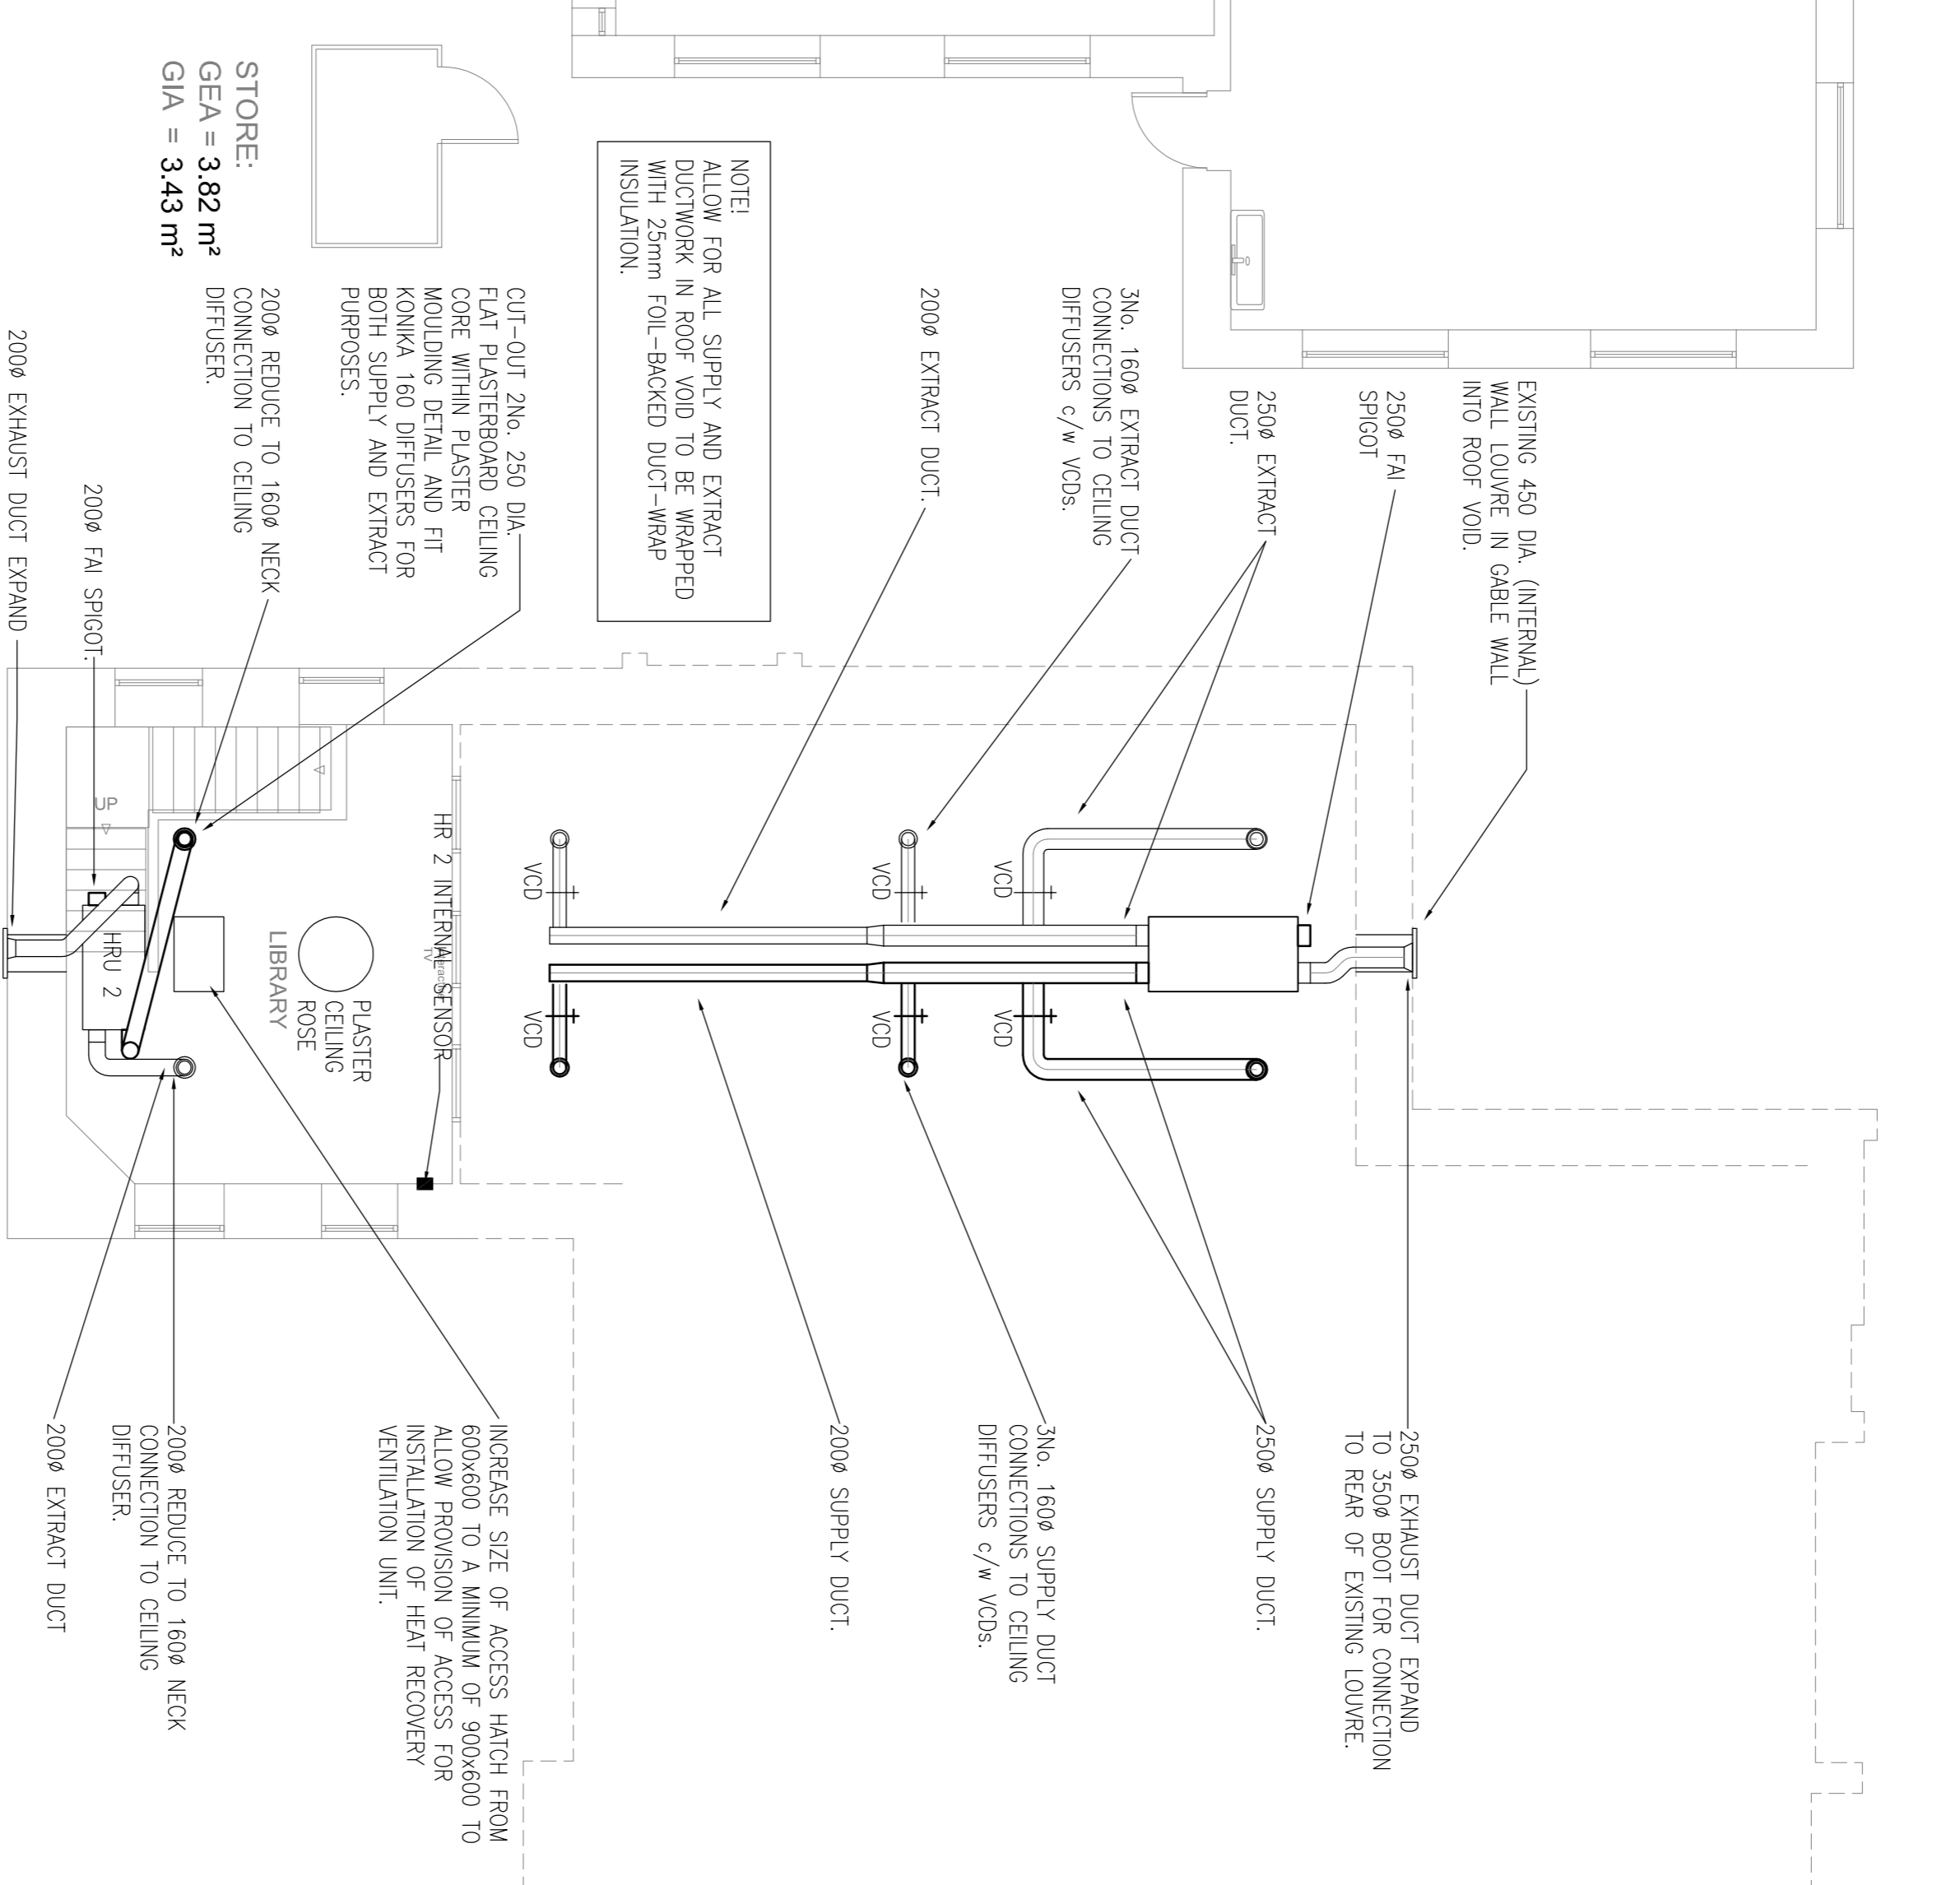 EXISTING 450 DIA. (INTERNAL)
WALL LOUVRE IN GABLE WALL
INTO ROOF VOID.
250Ø FAI
SPIGOT
250Ø EXTRACT
DUCT.
3No. 160Ø EXTRACT DUCT
CONNECTIONS TO CEILING
DIFFUSERS c/w VCDs.
200Ø EXTRACT DUCT.
NOTE!
ALLOW FOR ALL SUPPLY AND EXTRACT
DUCTWORK IN ROOF VOID TO BE WRAPPED
WITH 25mm FOIL-BACKED DUCT-WRAP
INSULATION.
CUT-OUT 2No. 250 DIA.
FLAT PLASTERBOARD CEILING
CORE WITHIN PLASTER
MOULDING DETAIL AND FIT
KONIKA 160 DIFFUSERS FOR
BOTH SUPPLY AND EXTRACT
PURPOSES.
STORE:
GEA = 3.82 m²
GIA = 3.43 m²
200Ø REDUCE TO 160Ø NECK
CONNECTION TO CEILING
DIFFUSER.
200Ø FAI SPIGOT.
200Ø EXHAUST DUCT EXPAND
VCD
VCD
VCD
VCD
VCD
VCD
HR 2 INTERNAL SENSOR
TV
PLASTER
CEILING
ROSE
LIBRARY
UP
HRU 2
250Ø EXHAUST DUCT EXPAND
TO 350Ø BOOT FOR CONNECTION
TO REAR OF EXISTING LOUVRE.
250Ø SUPPLY DUCT.
3No. 160Ø SUPPLY DUCT
CONNECTIONS TO CEILING
DIFFUSERS c/w VCDs.
200Ø SUPPLY DUCT.
INCREASE SIZE OF ACCESS HATCH FROM
600x600 TO A MINIMUM OF 900x600 TO
ALLOW PROVISION OF ACCESS FOR
INSTALLATION OF HEAT RECOVERY
VENTILATION UNIT.
200Ø REDUCE TO 160Ø NECK
CONNECTION TO CEILING
DIFFUSER.
200Ø EXTRACT DUCT